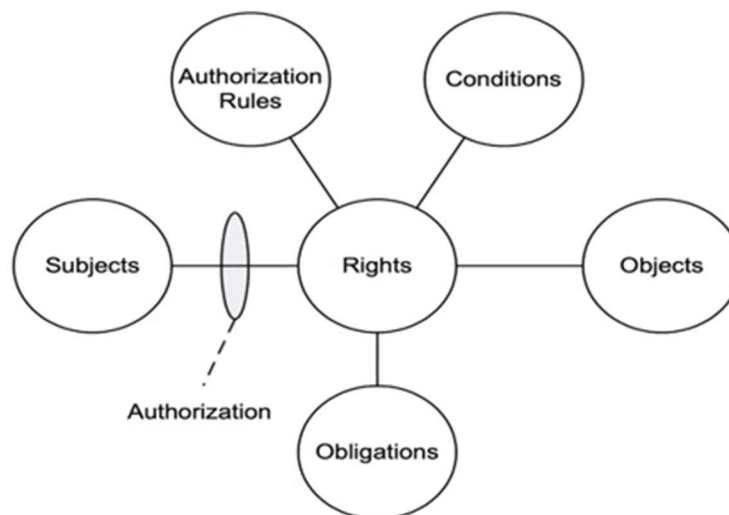 Authorization
Rules
Conditions
Subjects
Rights
Objects
Authorization
Obligations